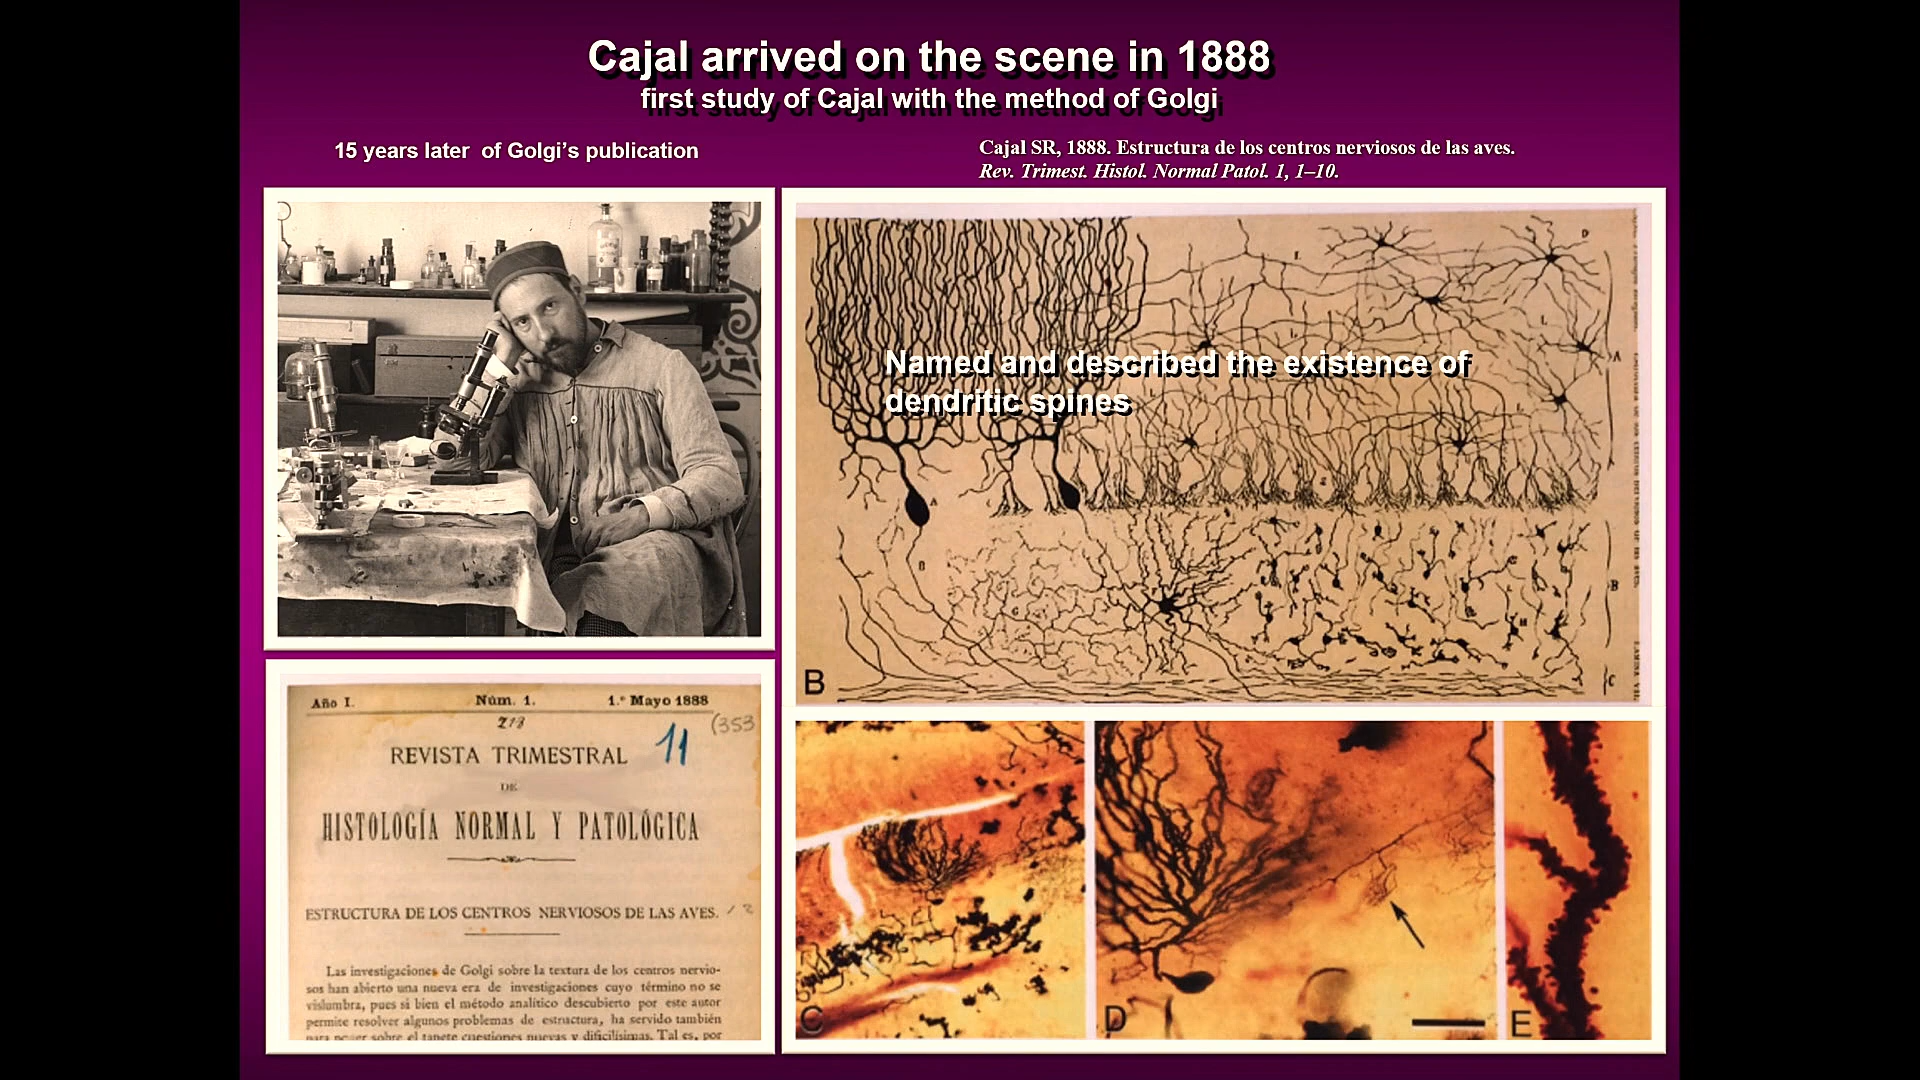 Cajal arrived on the scene in 1888
first study of Cajal with the method of Golgi
15 years later of Golgi’s publication
Cajal SR, 1888. Estructura de los centros nerviosos de las aves.
Rev. Trimest. Histol. Normal Patol. 1, 1–10.
Named and described the existence of
dendritic spines
A
B
C
A
B
D
B
Año I. Núm. 1. 1.º Mayo 1888
(353
11
REVISTA TRIMESTRAL
DE
HISTOLOGÍA NORMAL Y PATOLÓGICA
ESTRUCTURA DE LOS CENTROS NERVIOSOS DE LAS AVES.
Las investigaciones de Golgi sobre la textura de los centros nervio-
sos han abierto una nueva era de investigaciones cuyo término no se
vislumbra, pues si bien el método analítico descubierto por este autor
permite resolver algunos problemas de estructura, ha servido también
sobre el tapete cuestiones nuevas y dificilísimas. Tal es, por
C
D
E